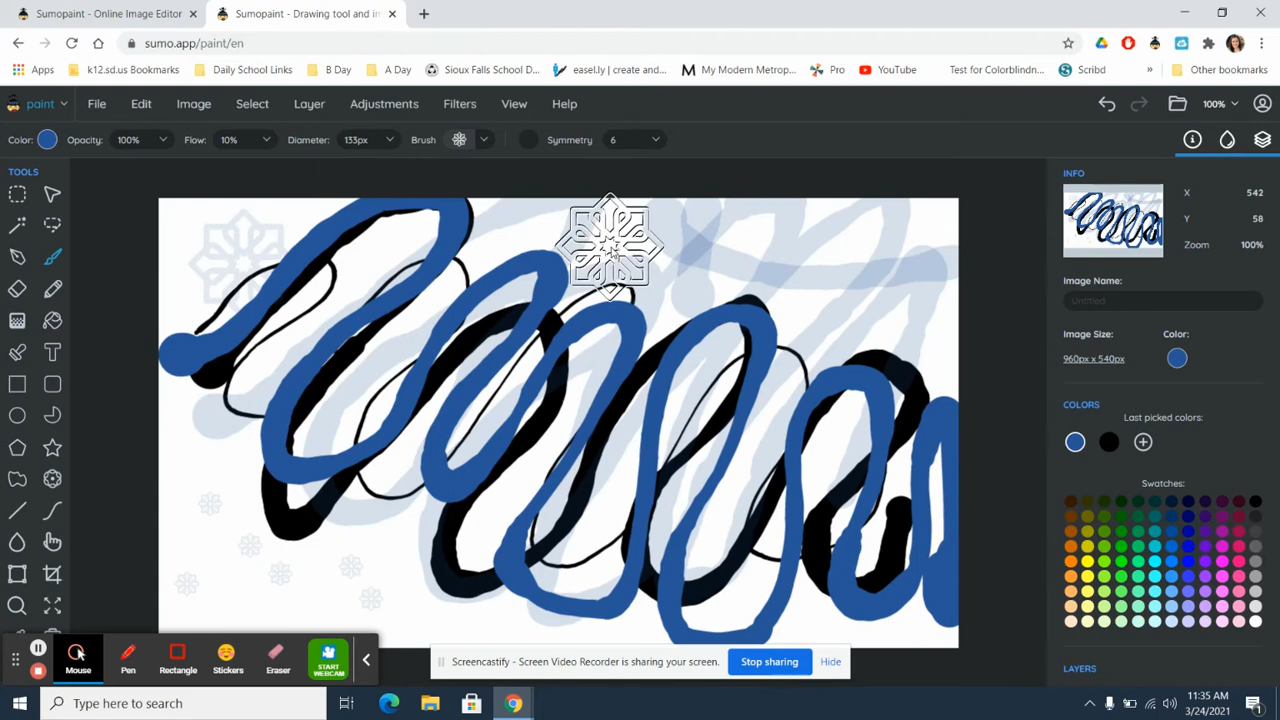 Sumopaint - Online Image Editor
Sumopaint - Drawing tool and im
sumo.app/paint/en
Apps
k12.sd.us Bookmarks
Daily School Links
B Day
A Day
Sioux Falls School D...
easel.ly | create and...
My Modern Metrop...
Pro
YouTube
Test for Colorblindn...
Scribd
Other bookmarks
paint
File
Edit
Image
Select
Layer
Adjustments
Filters
View
Help
100%
Color:
Opacity:
100%
Flow:
10%
Diameter:
133px
Brush
Symmetry
6
TOOLS
INFO
X
542
Y
58
Zoom
100%
Image Name:
Untitled
Image Size:
Color:
960px x 540px
COLORS
Last picked colors:
Swatches:
LAYERS
Mouse
Pen
Rectangle
Stickers
Eraser
START
WEBCAM
Screencastify - Screen Video Recorder is sharing your screen.
Stop sharing
Hide
Type here to search
11:35 AM
3/24/2021
1